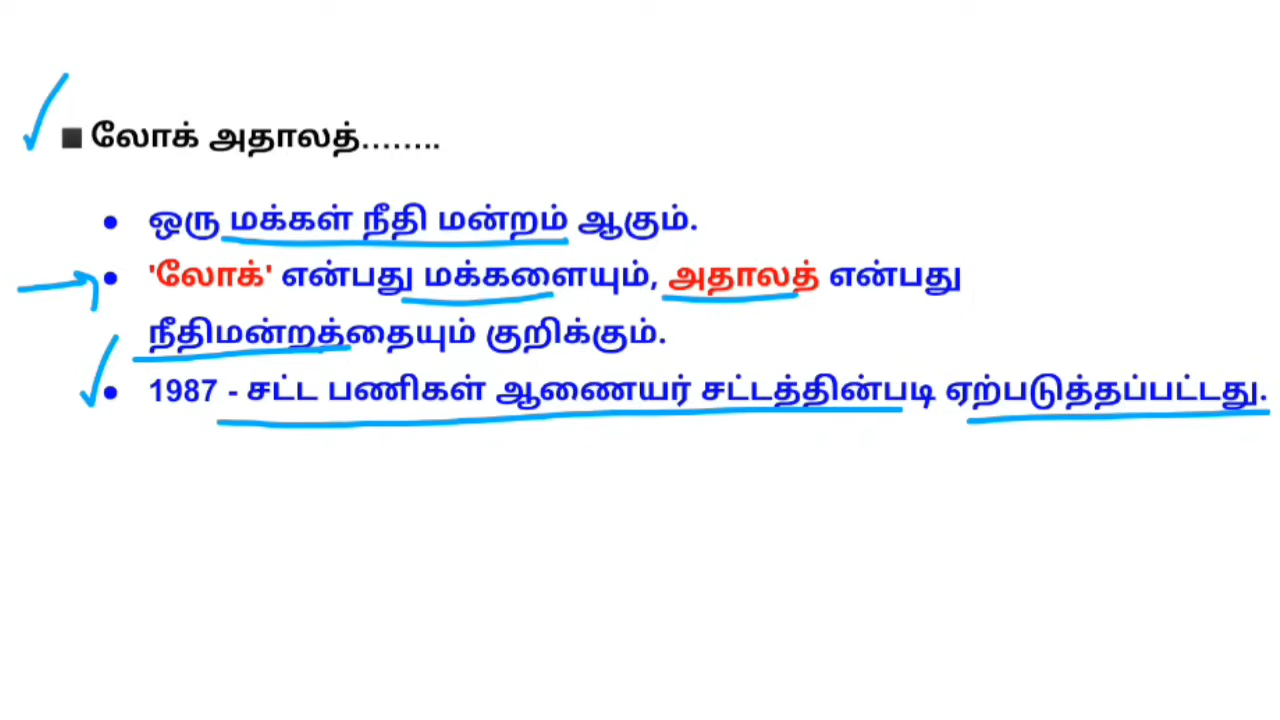 ■ லோக் அதாலத்........
• ஒரு மக்கள் நீதி மன்றம் ஆகும்.
• 'லோக்' என்பது மக்களையும், அதாலத் என்பது
நீதிமன்றத்தையும் குறிக்கும்.
• 1987 - சட்ட பணிகள் ஆணையர் சட்டத்தின்படி ஏற்படுத்தப்பட்டது.